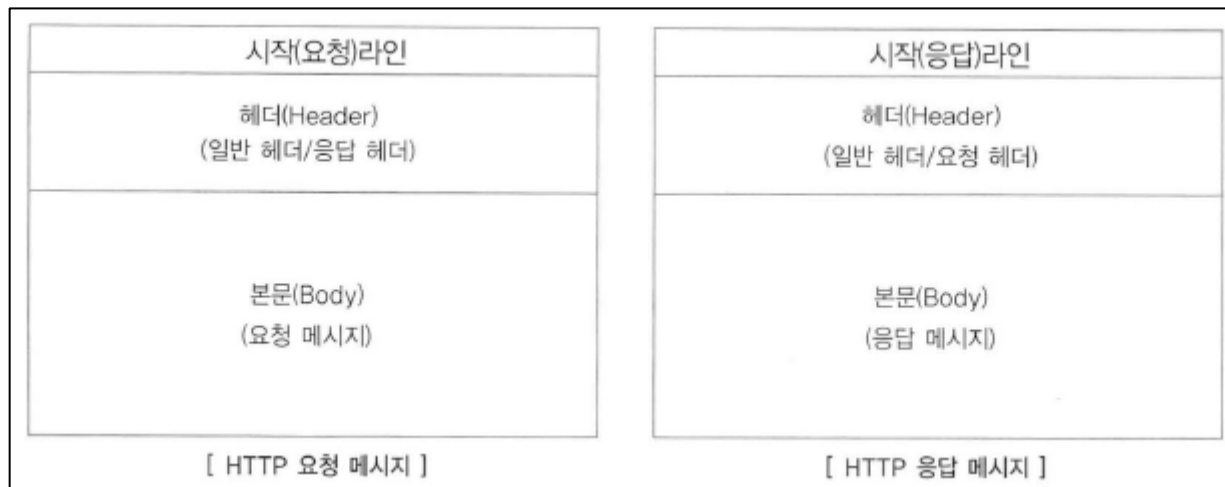 시작(요청)라인
헤더(Header)
(일반 헤더/응답 헤더)
본문(Body)
(요청 메시지)
[ HTTP 요청 메시지 ]
시작(응답)라인
헤더(Header)
(일반 헤더/요청 헤더)
본문(Body)
(응답 메시지)
[ HTTP 응답 메시지 ]